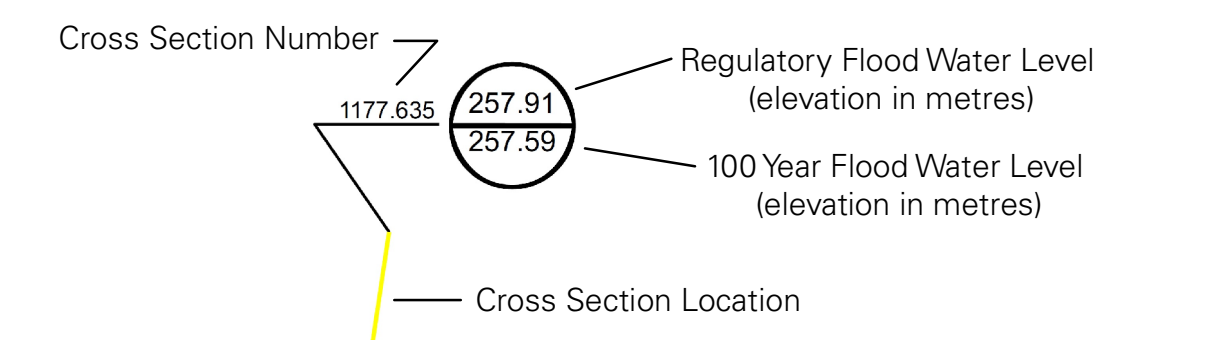 Cross Section Number
Regulatory Flood Water Level
(elevation in metres)
1177.635
257.91
257.59
100 Year Flood Water Level
(elevation in metres)
Cross Section Location